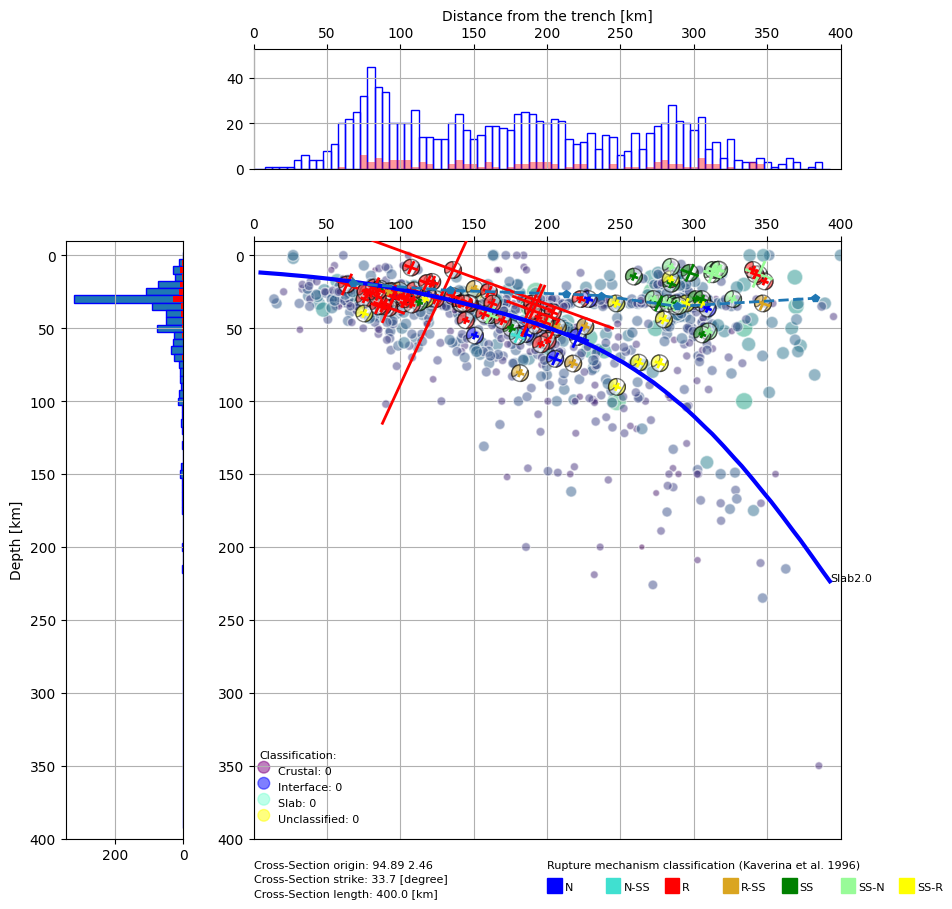 Distance from the trench [km]
0 50 100 150 200 250 300 350 400
40
20
0
0 50 100 150 200 250 300 350 400
0 0
50 50
100 100
150 150
200 200
250 250
300 300
350 350
400 400
Depth [km]
200 0
Slab2.0
Classification:
Crustal: 0
Interface: 0
Slab: 0
Unclassified: 0
Cross-Section origin: 94.89 2.46
Cross-Section strike: 33.7 [degree]
Cross-Section length: 400.0 [km]
Rupture mechanism classification (Kaverina et al. 1996)
N N-SS R R-SS SS SS-N SS-R